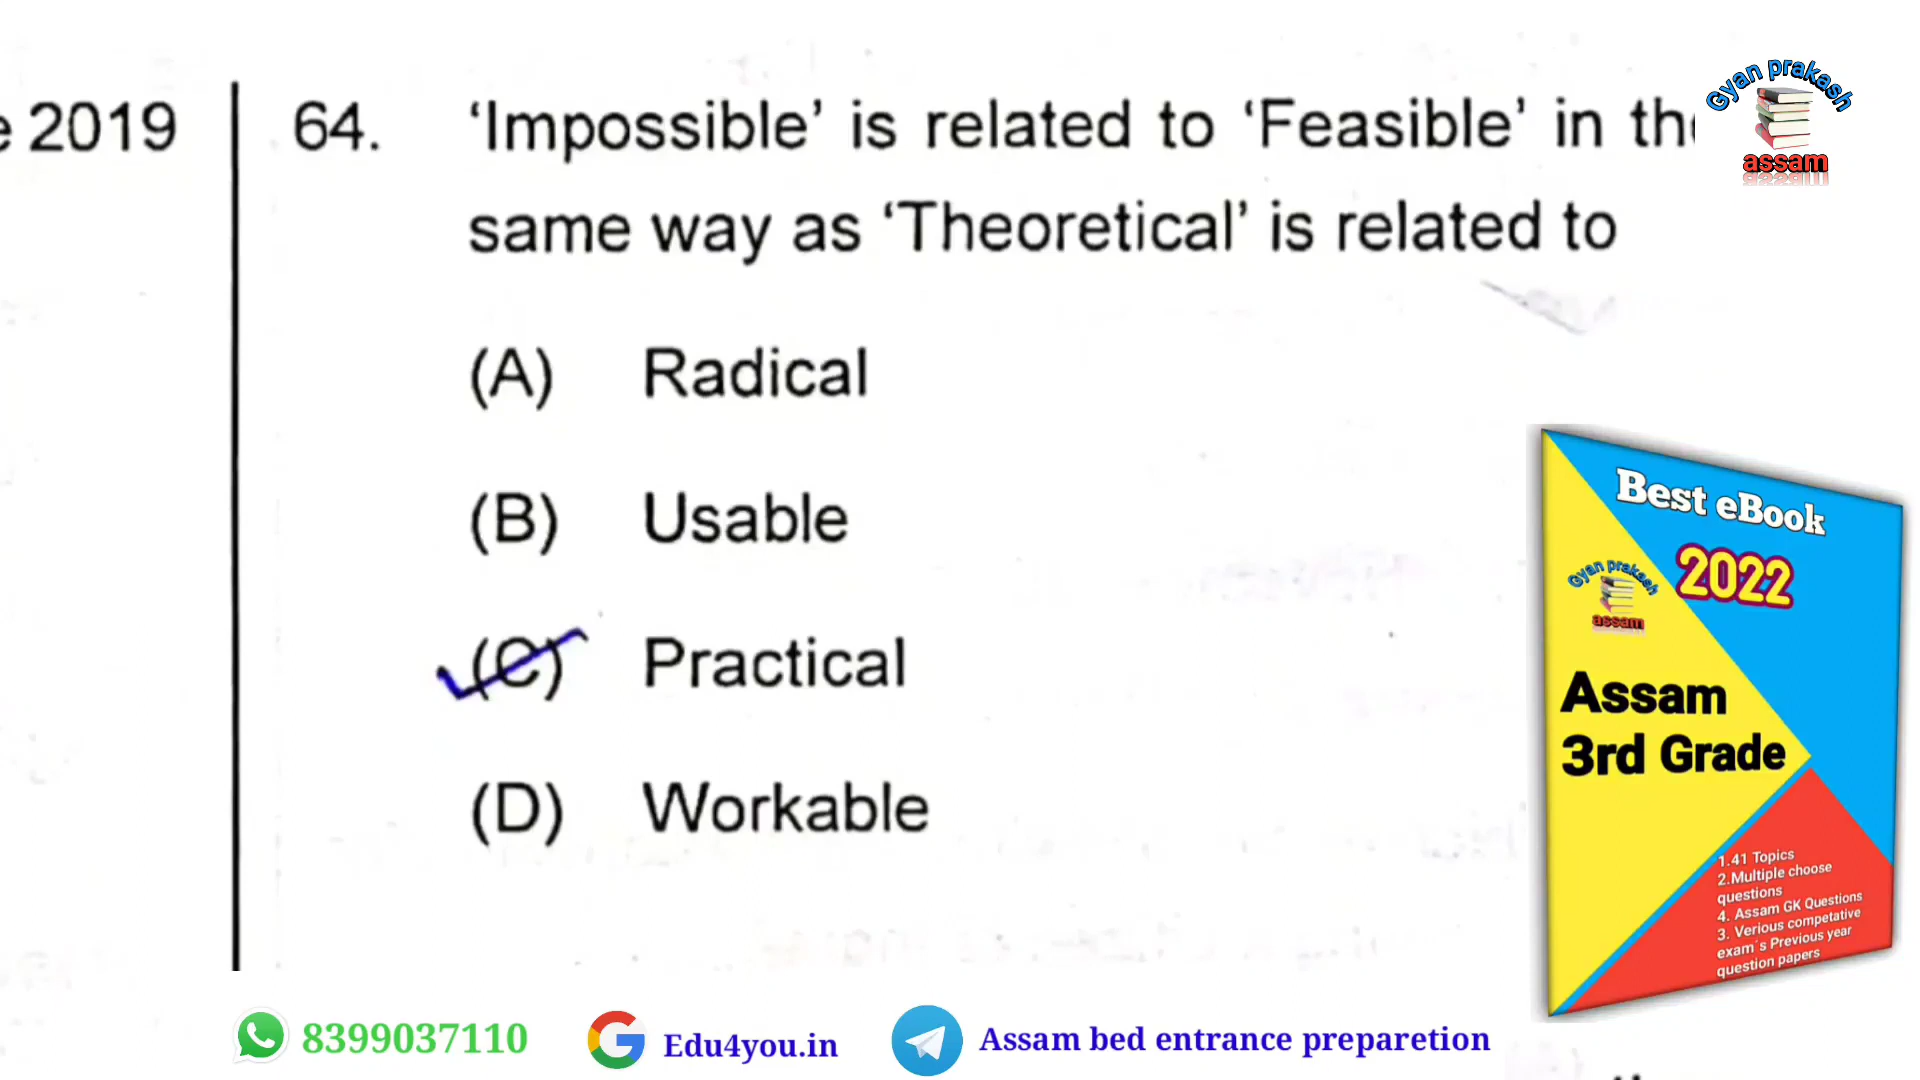 e 2019
64. ‘Impossible’ is related to ‘Feasible’ in the
same way as ‘Theoretical’ is related to
(A) Radical
(B) Usable
(C) Practical
(D) Workable
Gyan prakash
assam
Best eBook
2022
Gyan prakash
assam
Assam
3rd Grade
1.41 Topics
2.Multiple choose
questions
4. Assam GK Questions
3. Verious competative
exam´s Previous year
question papers
8399037110
Edu4you.in
Assam bed entrance preparetion